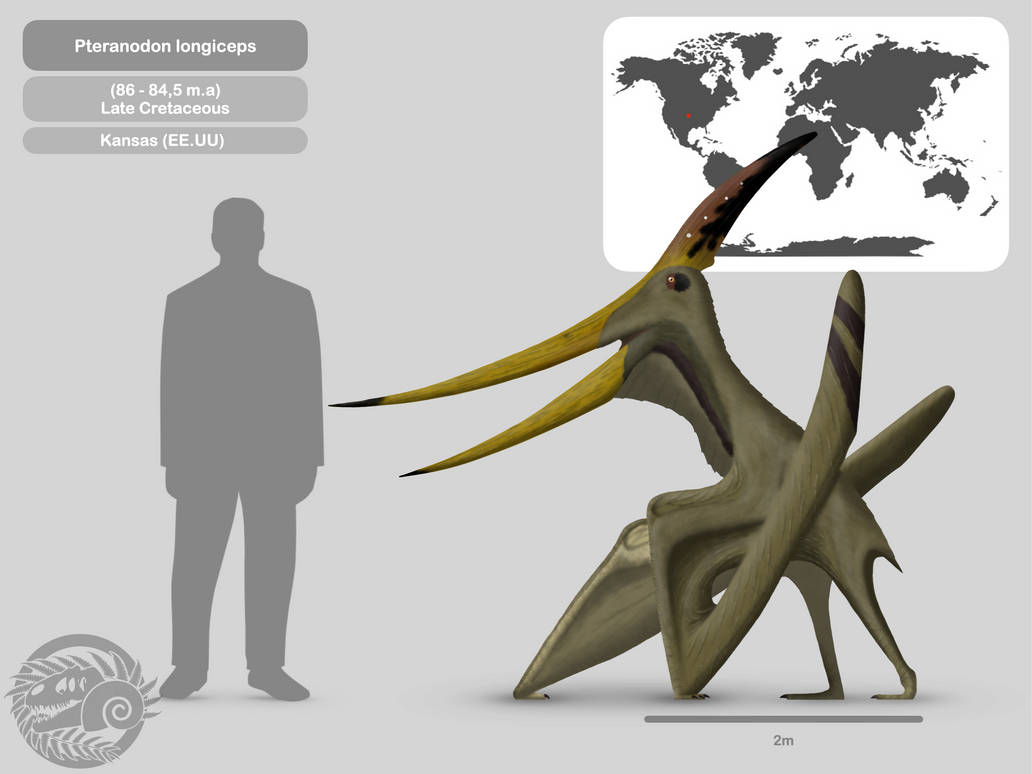 Pteranodon longiceps
(86 - 84,5 m.a)
Late Cretaceous
Kansas (EE.UU)
2m